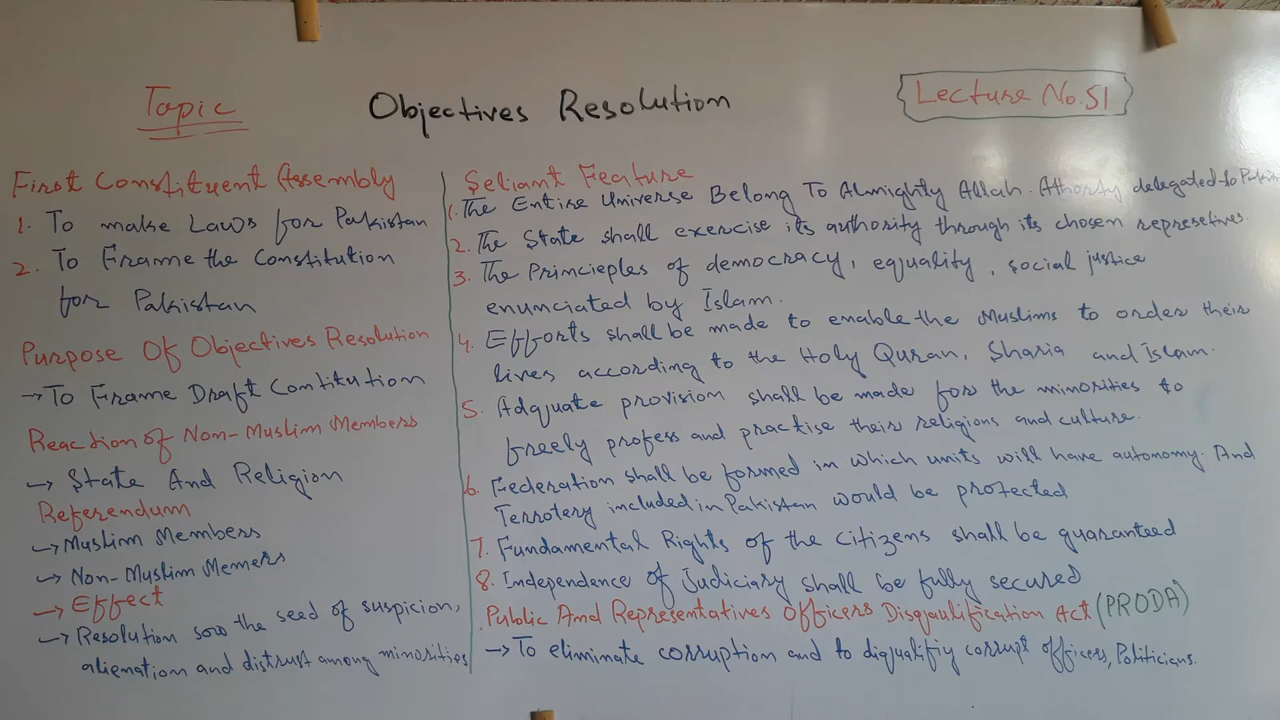 Topic
Objectives Resolution
Lecture No.51
First Constituent Assembly
1. To make Laws for Pakistan
2. To Frame the Constitution
for Pakistan
Purpose Of Objectives Resolution
→ To Frame Draft Contitution
Reaction of Non-Muslim Members
→ State And Religion
Referendum
→ Muslim Members
→ Non-Muslim Memers
→ Effect
→ Resolution sow the seed of suspicion,
alienation and distrust among minorities
Seliant Feature
1. The Entire Universe Belong To Almighty Allah. Athority delegated to
2. The State shall exercise its authority through its chosen represetives
3. The Princieples of democracy, equality, social justice
enunciated by Islam.
4. Efforts shall be made to enable the Muslims to order their
lives according to the Holy Quran, Sharia and islam.
5. Adquate provision shall be made for the minorities to
freely profess and practise their religions and culture.
6. Federation shall be formed in which units will have autonomy. And
Terrotery included in Pakistan would be protected
7. Fundamental Rights of the citizens shall be guaranteed
8. Independence of Judiciary shall be fully secured
Public And Representatives Officers Disqaulification Act (PRODA)
→ To eliminate corruption and to diqualifiy corrupt officers, Politicians.